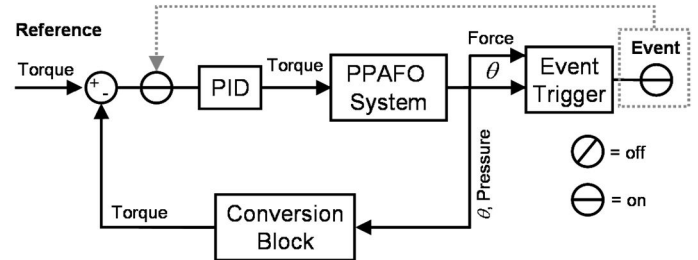 Reference
Torque
+
-
PID
Torque
PPAFO
System
Force
θ
Event
Trigger
Event
= off
= on
θ, Pressure
Conversion
Block
Torque